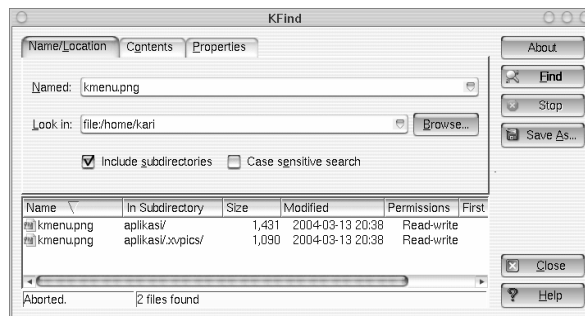 KFind
Name/Location Contents Properties
About
Named: kmenu.png
Find
Stop
Look in: file:/home/kari Browse...
Save As...
Include subdirectories Case sensitive search
Name In Subdirectory Size Modified Permissions First
kmenu.png aplikasi/ 1,431 2004-03-13 20:38 Read-write
kmenu.png aplikasi/.xvpics/ 1,090 2004-03-13 20:38 Read-write
Close
Aborted. 2 files found
Help